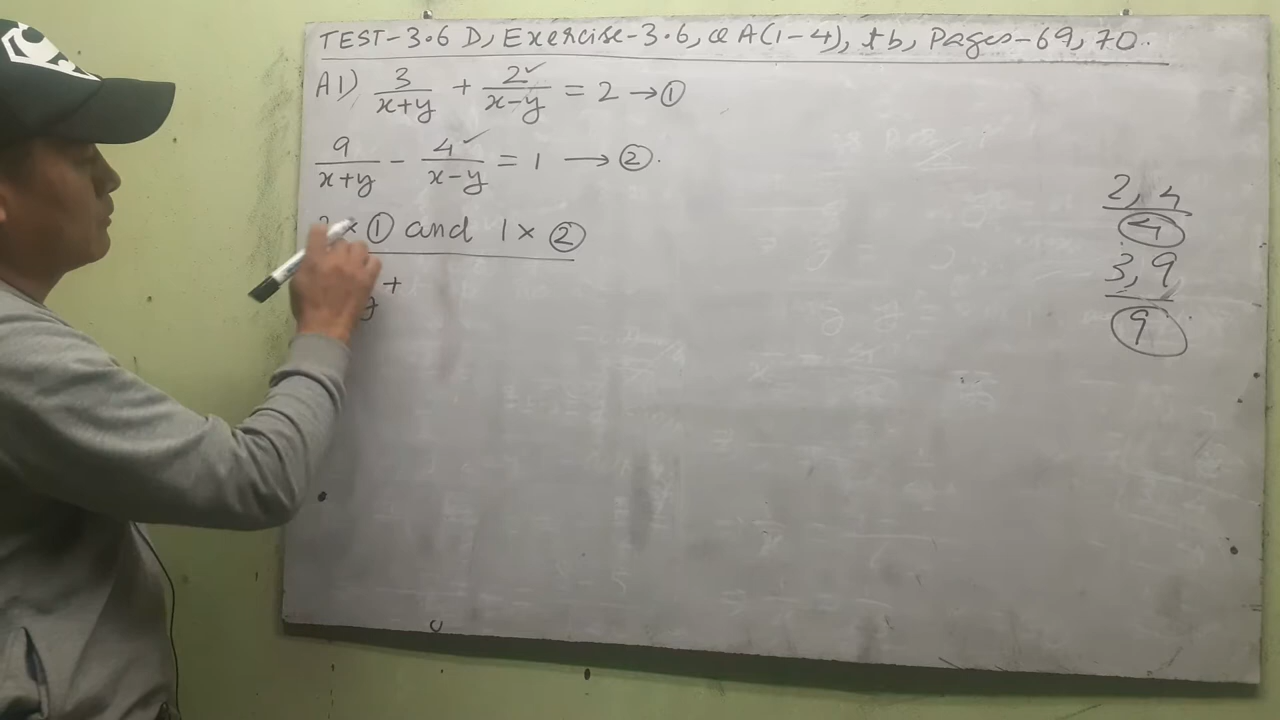 TEST-3.6 D, Exercise-3.6, Q A(1-4), tb, Pages-69, 70..
A1) 3/(x+y) + 2/(x-y) = 2 → ①
9/(x+y) - 4/(x-y) = 1 → ②.
× ① and 1 × ②
y +
2, 4
4
3, 9
9